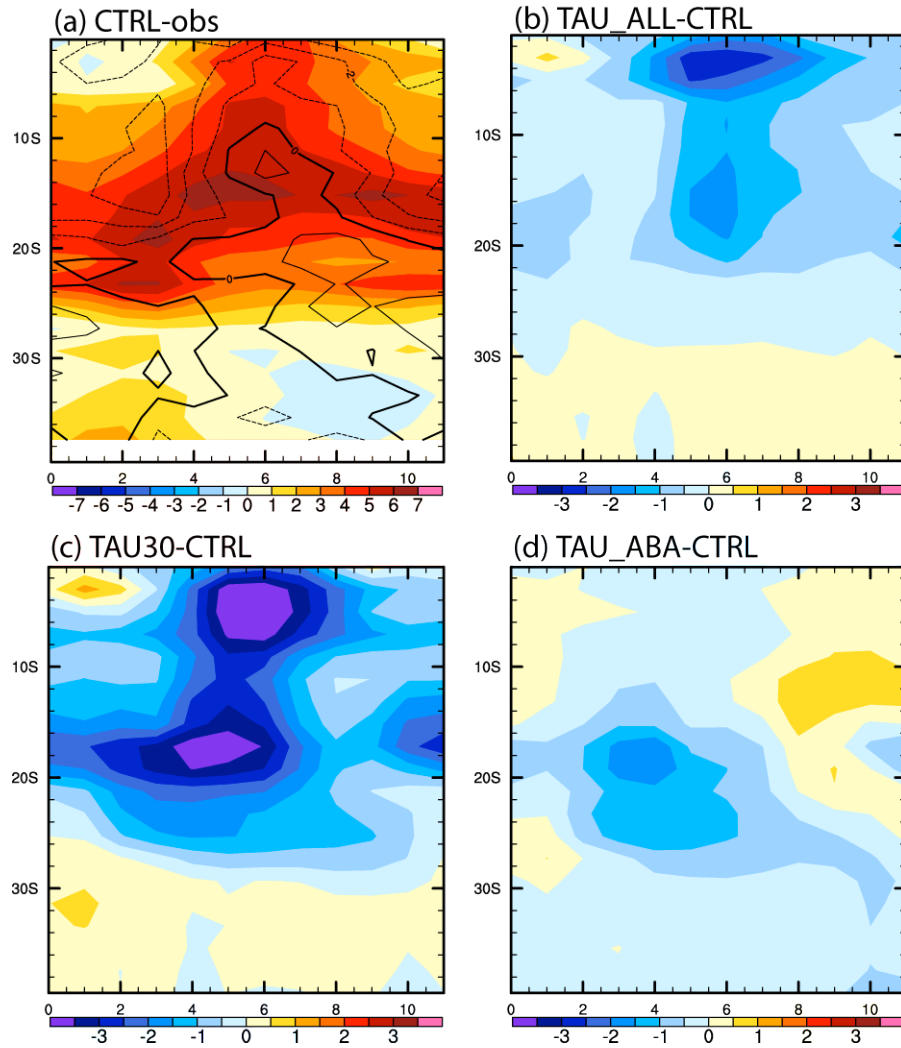 (a) CTRL-obs
(b) TAU_ALL-CTRL
10S
20S
30S
0 2 4 6 8 10
-7 -6 -5 -4 -3 -2 -1 0 1 2 3 4 5 6 7
-2
0
0
0
10S
20S
30S
0 2 4 6 8 10
-3 -2 -1 0 1 2 3
(c) TAU30-CTRL
(d) TAU_ABA-CTRL
10S
20S
30S
0 2 4 6 8 10
-3 -2 -1 0 1 2 3
10S
20S
30S
0 2 4 6 8 10
-3 -2 -1 0 1 2 3